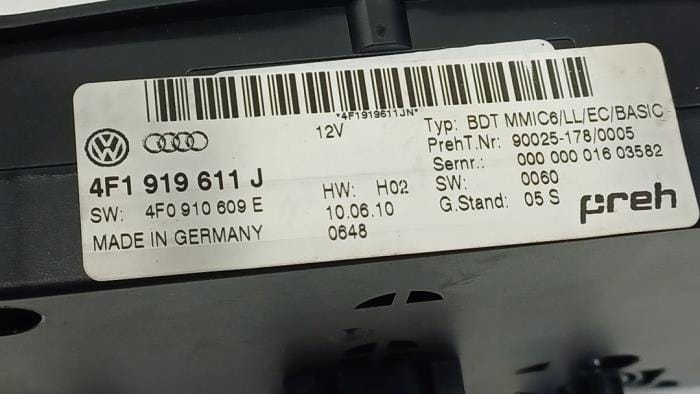 *4F1919611JN*
12V
4F1 919 611 J
SW: 4F0 910 609 E
MADE IN GERMANY
HW: H02
10.06.10
0648
Typ: BDT MMIC6/LL/EC/BASIC
PrehT.Nr: 90025-178/0005
Sernr.: 000 000 016 03582
SW: 0060
G.Stand: 05 S
preh